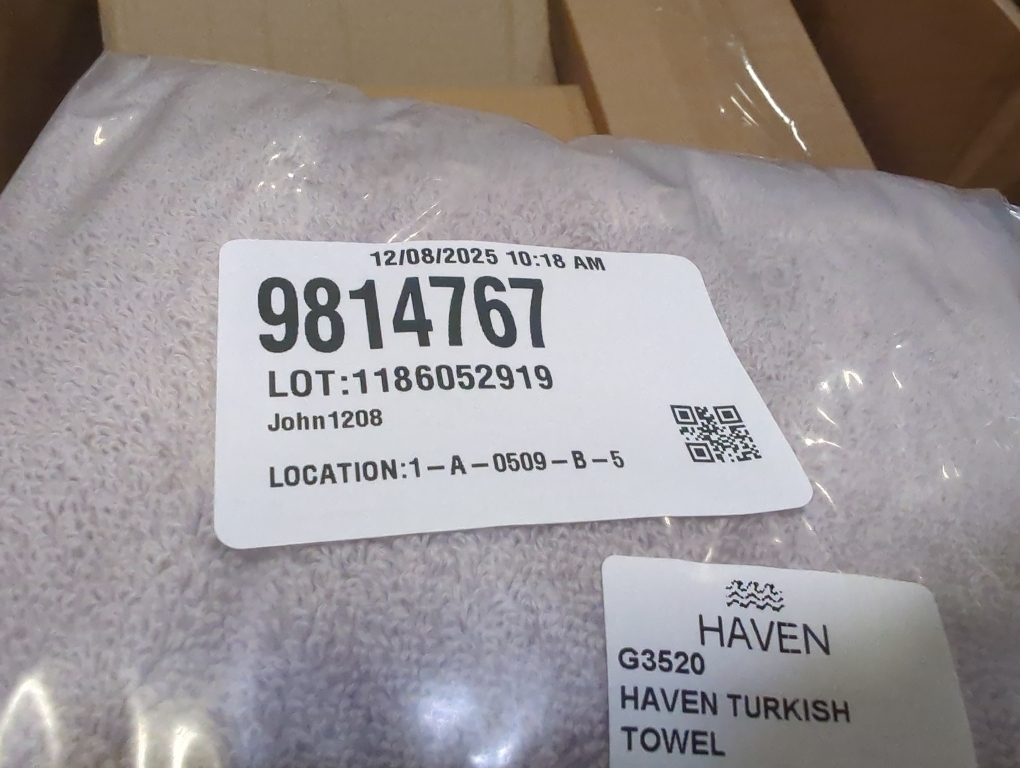 12/08/2025 10:18 AM
9814767
LOT:1186052919
John1208
LOCATION:1-A-0509-B-5
HAVEN
G3520
HAVEN TURKISH
TOWEL